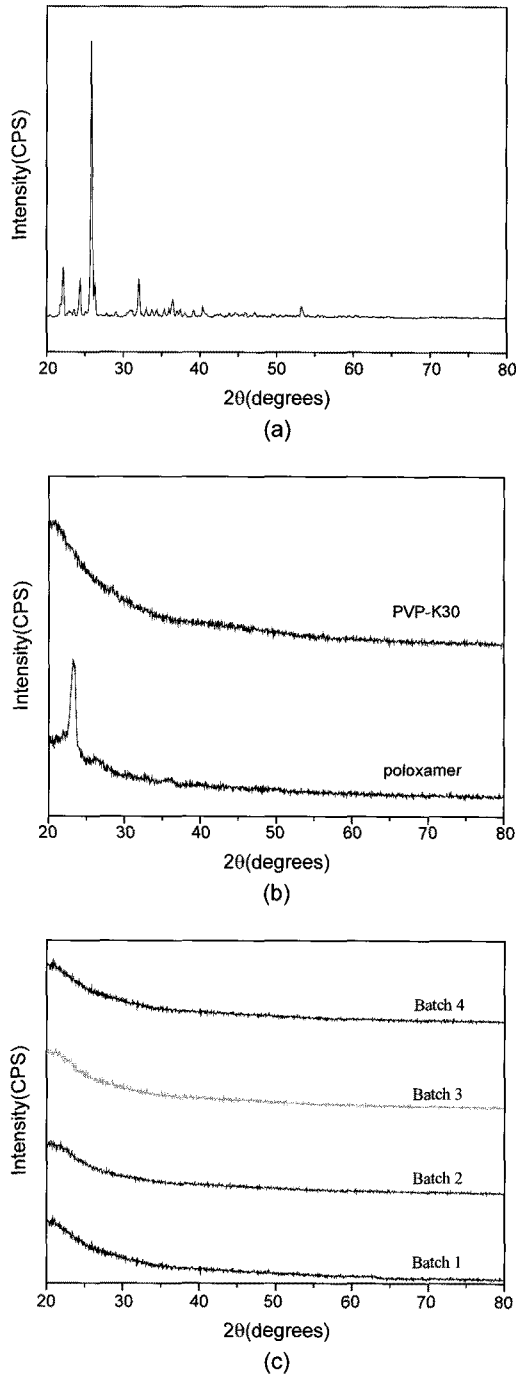 Intensity(CPS)
20 30 40 50 60 70 80
2θ(degrees)
(a)
Intensity(CPS)
PVP-K30
poloxamer
20 30 40 50 60 70 80
2θ(degrees)
(b)
Intensity(CPS)
Batch 4
Batch 3
Batch 2
Batch 1
20 30 40 50 60 70 80
2θ(degrees)
(c)